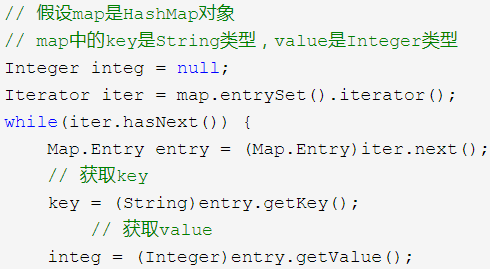 // 假设map是HashMap对象
// map中的key是String类型，value是Integer类型
Integer integ = null;
Iterator iter = map.entrySet().iterator();
while(iter.hasNext()) {
    Map.Entry entry = (Map.Entry)iter.next();
    // 获取key
    key = (String)entry.getKey();
        // 获取value
    integ = (Integer)entry.getValue();